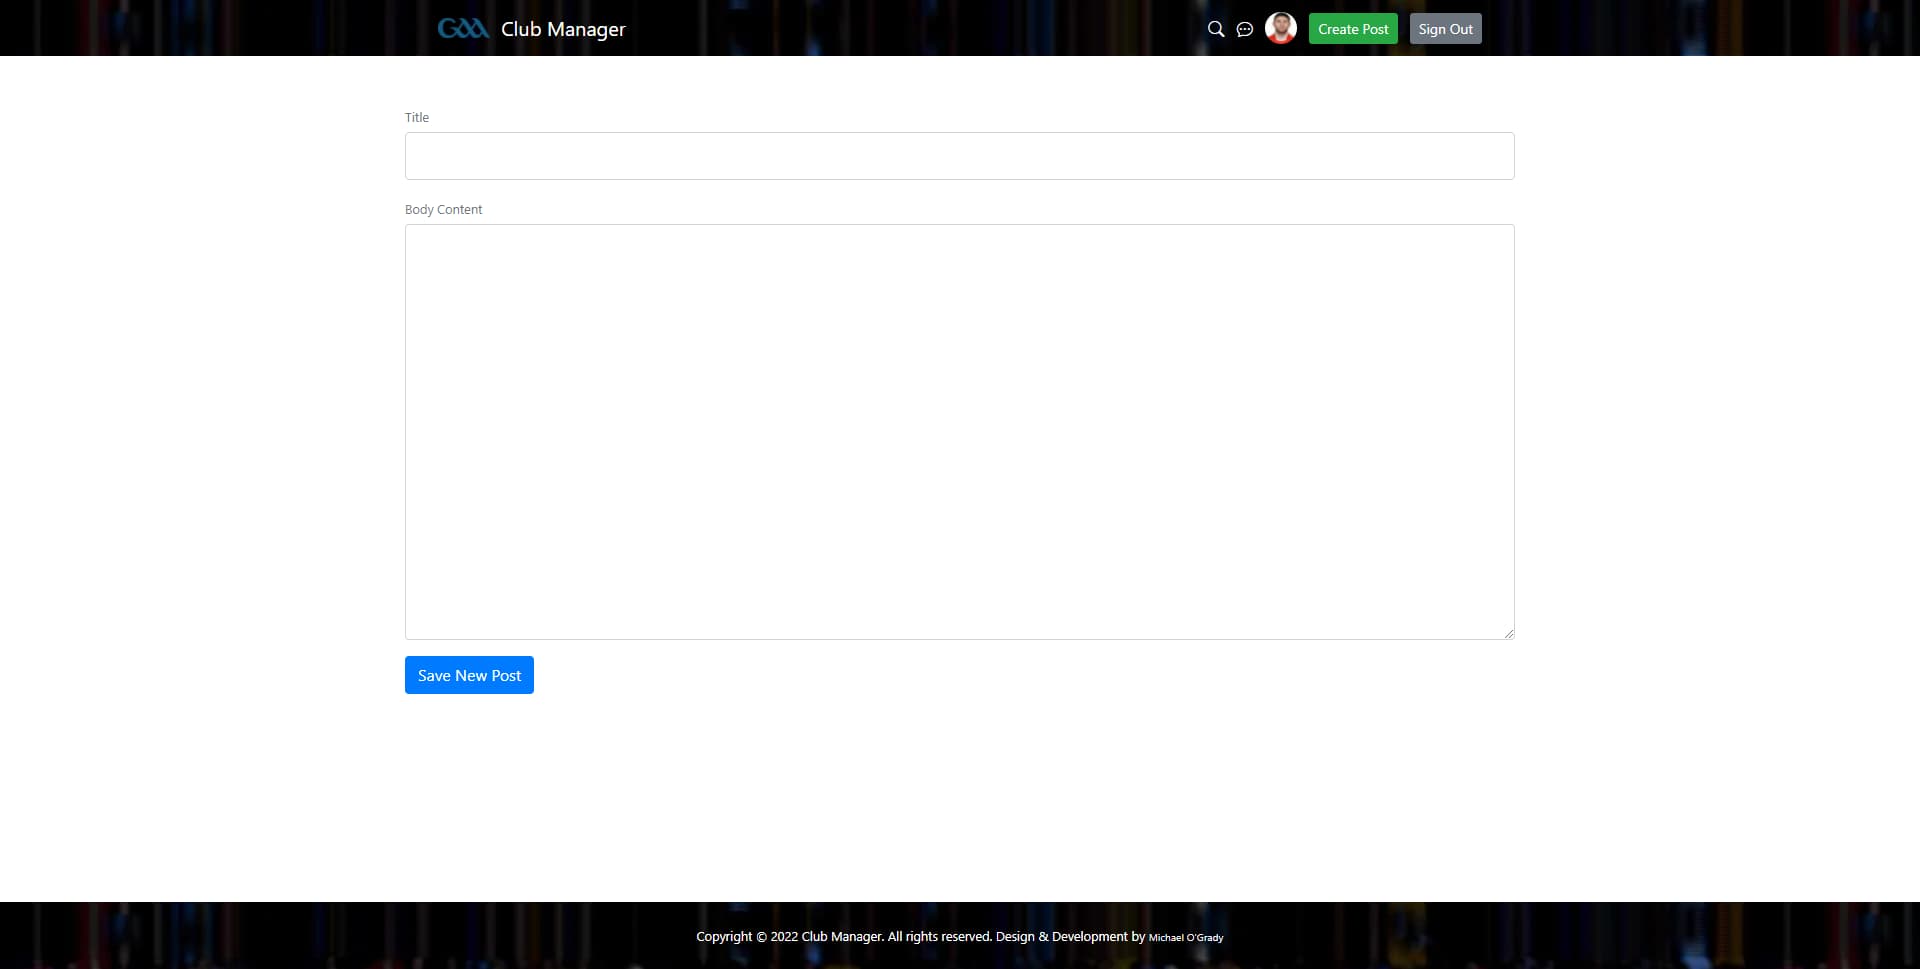 GAA Club Manager Create Post Sign Out
Title
Body Content
Save New Post
Copyright © 2022 Club Manager. All rights reserved. Design & Development by Michael O'Grady